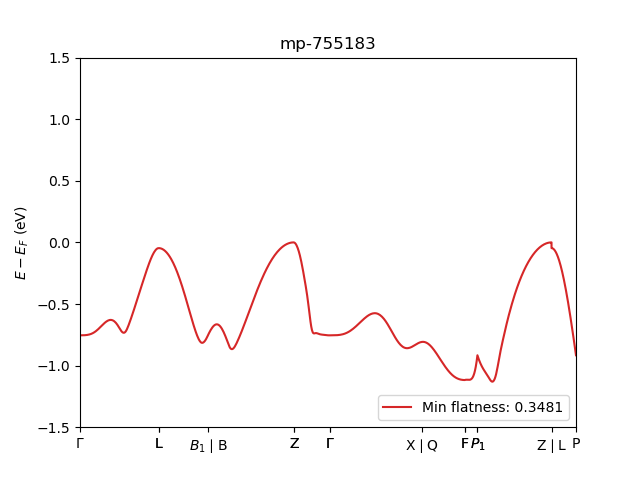 mp-755183
E − E_F (eV)
1.5
1.0
0.5
0.0
−0.5
−1.0
−1.5
Min flatness: 0.3481
Γ L B₁ | B Z Γ X | Q F P₁ Z | L P